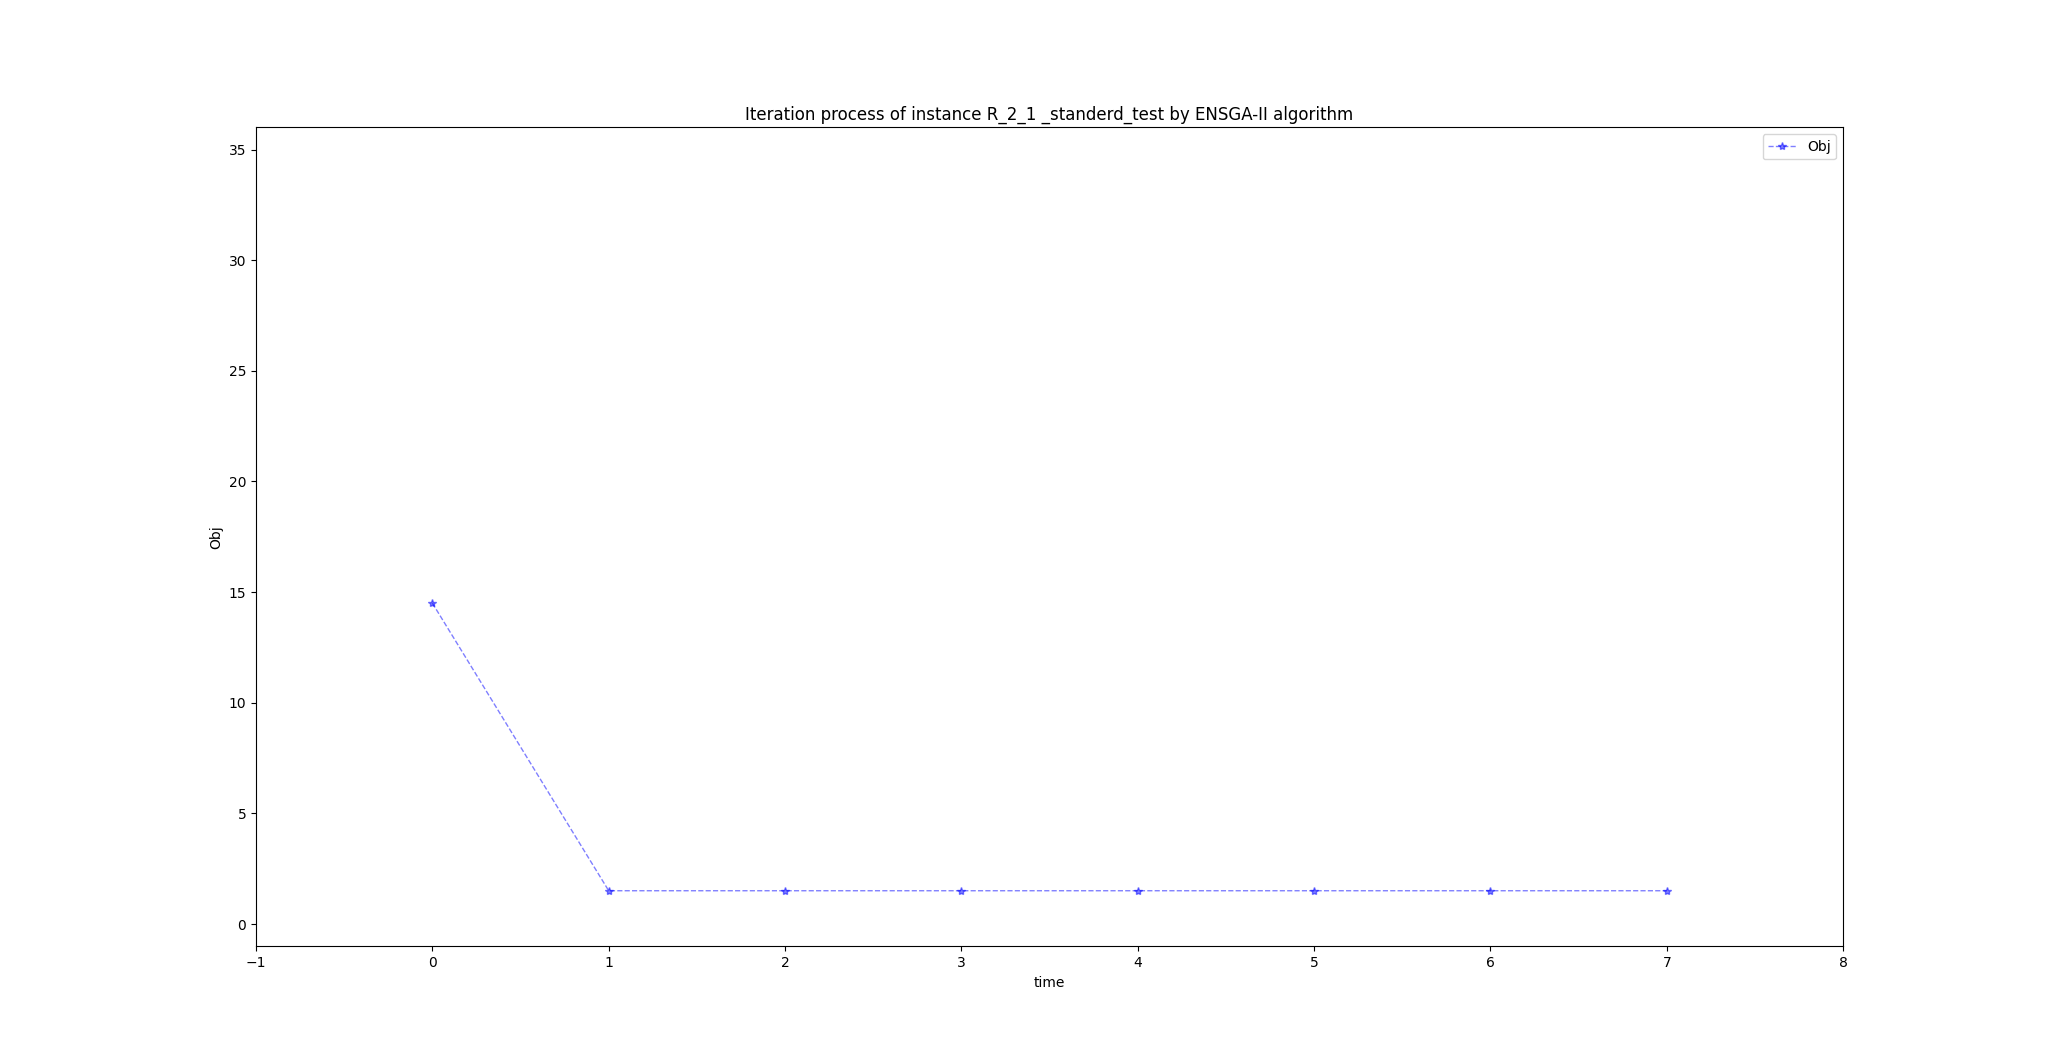 Iteration process of instance R_2_1 _standerd_test by ENSGA-II algorithm
Obj
35
30
25
20
15
10
5
0
Obj
−1 0 1 2 3 4 5 6 7 8
time